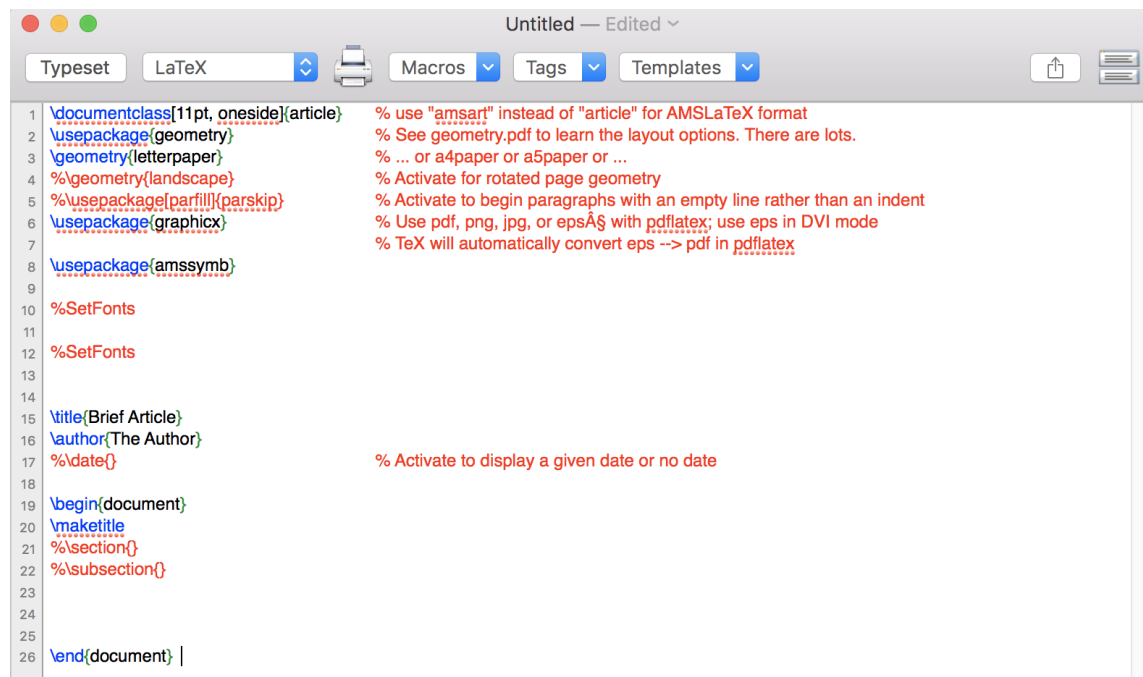 Untitled — Edited
Typeset LaTeX Macros Tags Templates
1 \documentclass[11pt, oneside]{article} % use "amsart" instead of "article" for AMSLaTeX format
2 \usepackage{geometry} % See geometry.pdf to learn the layout options. There are lots.
3 \geometry{letterpaper} % ... or a4paper or a5paper or ...
4 %\geometry{landscape} % Activate for rotated page geometry
5 %\usepackage[parfill]{parskip} % Activate to begin paragraphs with an empty line rather than an indent
6 \usepackage{graphicx} % Use pdf, png, jpg, or epsÂ§ with pdflatex; use eps in DVI mode
7 % TeX will automatically convert eps --> pdf in pdflatex
8 \usepackage{amssymb}
9
10 %SetFonts
11
12 %SetFonts
13
14
15 \title{Brief Article}
16 \author{The Author}
17 %\date{} % Activate to display a given date or no date
18
19 \begin{document}
20 \maketitle
21 %\section{}
22 %\subsection{}
23
24
25
26 \end{document}